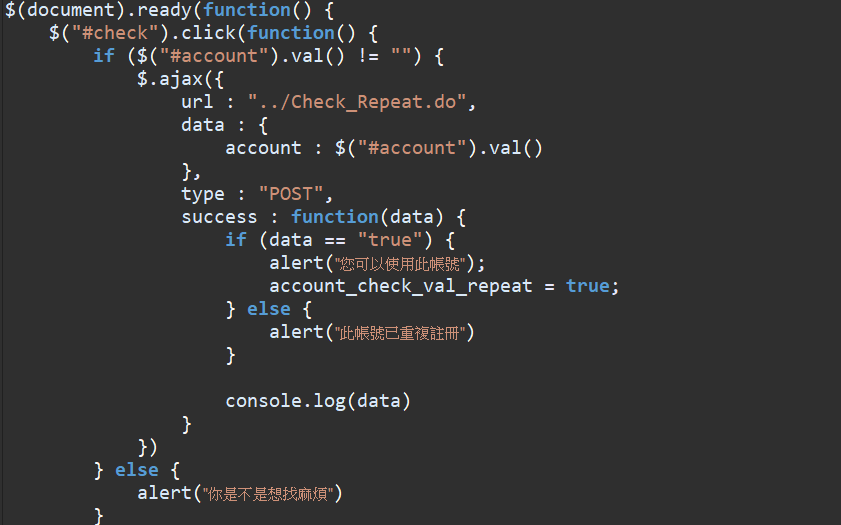 $(document).ready(function() {
    $("#check").click(function() {
        if ($("#account").val() != "") {
            $.ajax({
                url : "../Check_Repeat.do",
                data : {
                    account : $("#account").val()
                },
                type : "POST",
                success : function(data) {
                    if (data == "true") {
                        alert("您可以使用此帳號");
                        account_check_val_repeat = true;
                    } else {
                        alert("此帳號已重複註冊")
                    }

                    console.log(data)
                }
            })
        } else {
            alert("你是不是想找麻煩")
        }